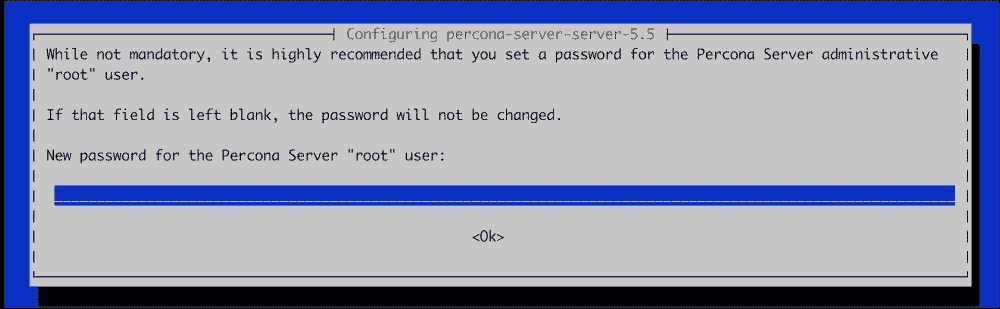 Configuring percona-server-server-5.5
While not mandatory, it is highly recommended that you set a password for the Percona Server administrative
"root" user.
If that field is left blank, the password will not be changed.
New password for the Percona Server "root" user:
<Ok>